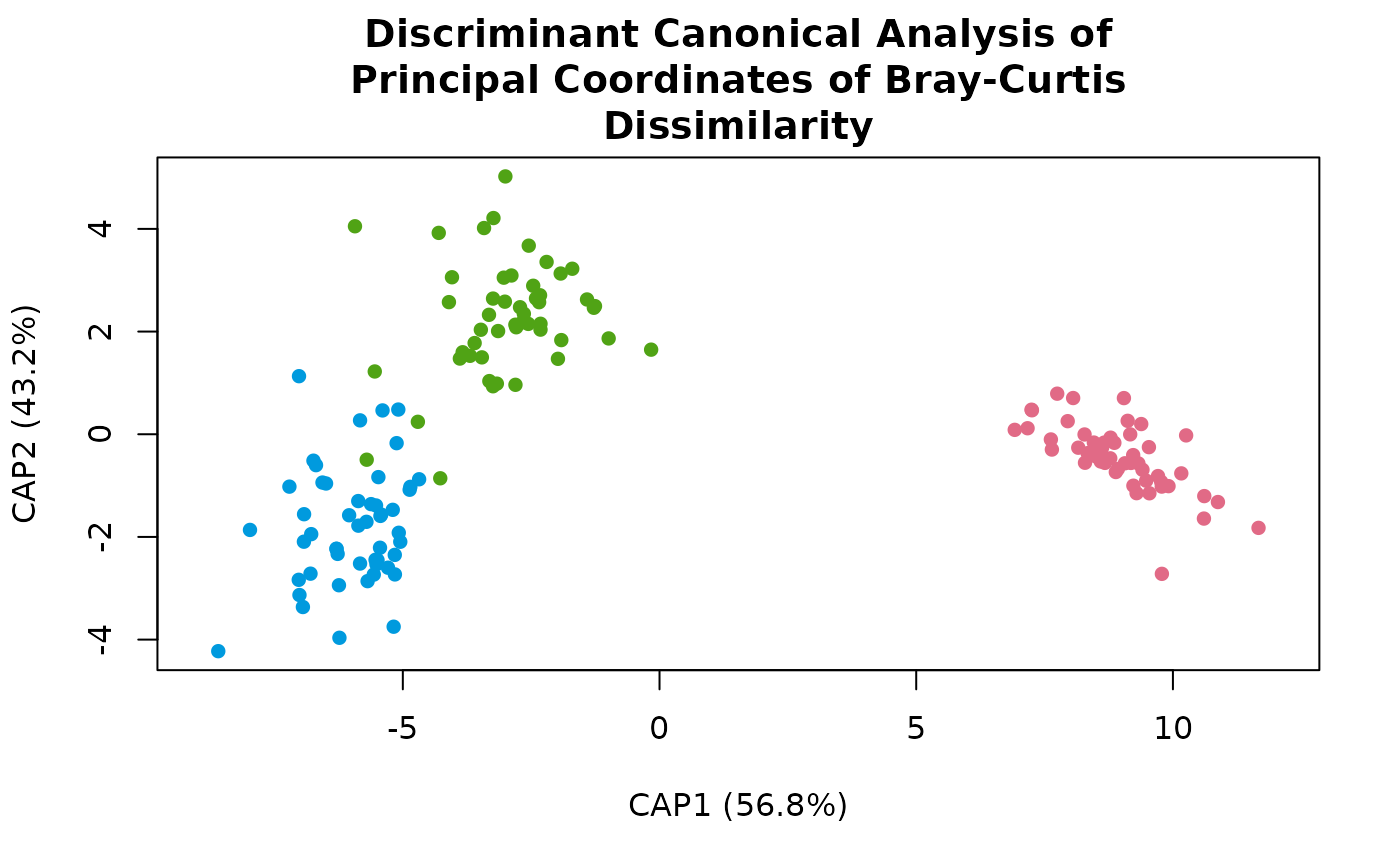 Discriminant Canonical Analysis of
Principal Coordinates of Bray-Curtis
Dissimilarity
4
2
0
-2
-4
CAP2 (43.2%)
-5
0
5
10
CAP1 (56.8%)